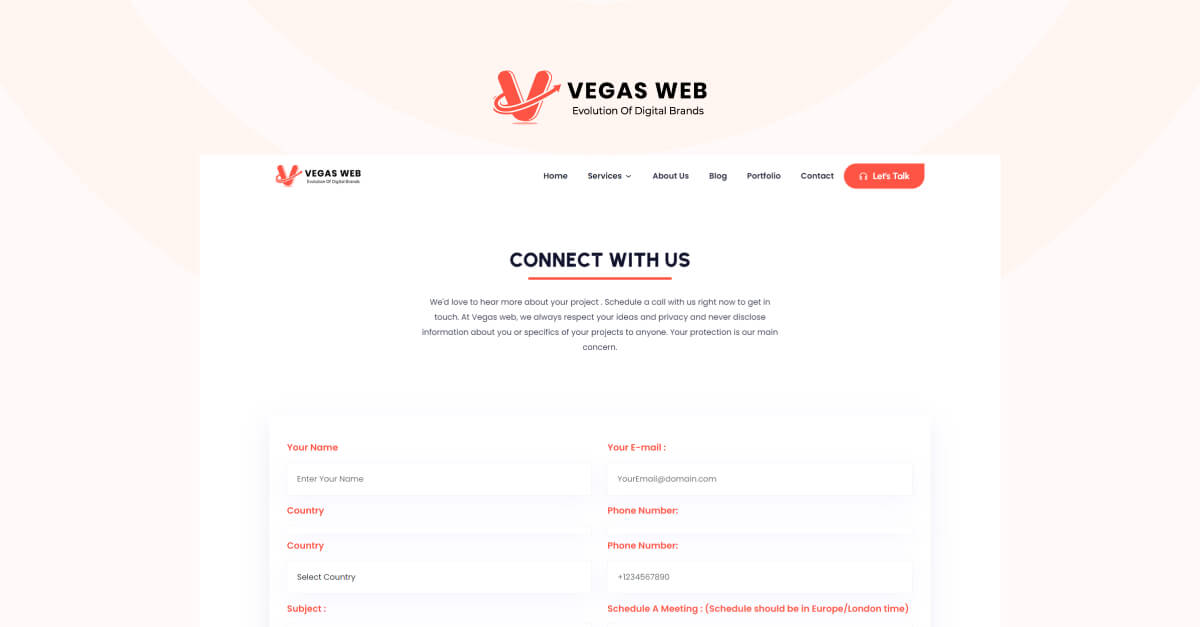 VEGAS WEB
Evolution Of Digital Brands
VEGAS WEB
Evolution Of Digital Brands
Home Services About Us Blog Portfolio Contact Let's Talk
CONNECT WITH US
We'd love to hear more about your project . Schedule a call with us right now to get in
touch. At Vegas web, we always respect your ideas and privacy and never disclose
information about you or specifics of your projects to anyone. Your protection is our main
concern.
Your Name Your E-mail :
Enter Your Name YourEmail@domain.com
Country Phone Number:
Country Phone Number:
Select Country +1234567890
Subject : Schedule A Meeting : (Schedule should be in Europe/London time)